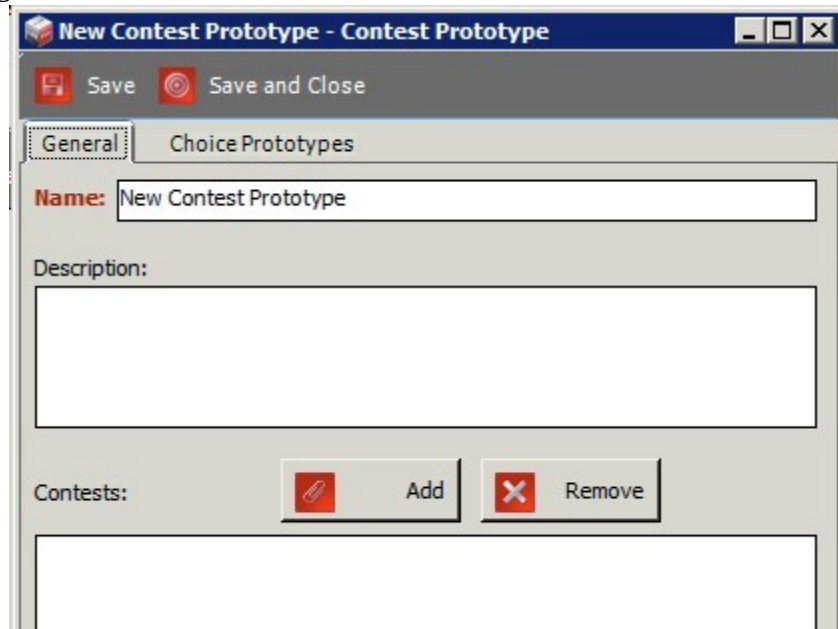 New Contest Prototype - Contest Prototype
Save Save and Close
General Choice Prototypes
Name: New Contest Prototype
Description:
Contests: Add Remove